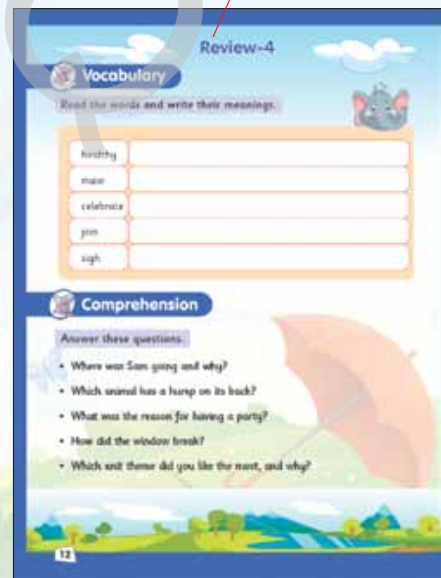 Review-4
Vocabulary
Read the words and write their meanings.
healthy
maze
celebrate
join
sigh
Comprehension
Answer these questions.
• Where was Sam going and why?
• Which animal has a hump on its back?
• What was the reason for having a party?
• How did the window break?
• Which unit theme did you like the most, and why?
12